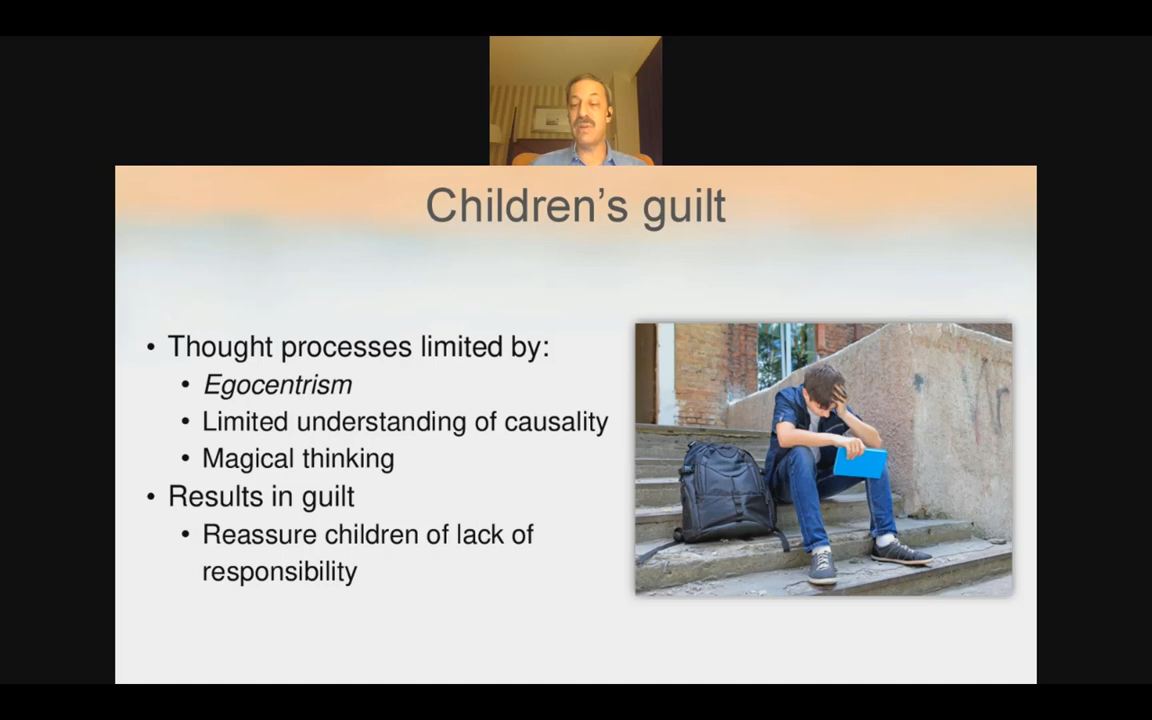 Children's guilt
• Thought processes limited by:
• Egocentrism
• Limited understanding of causality
• Magical thinking
• Results in guilt
• Reassure children of lack of
responsibility